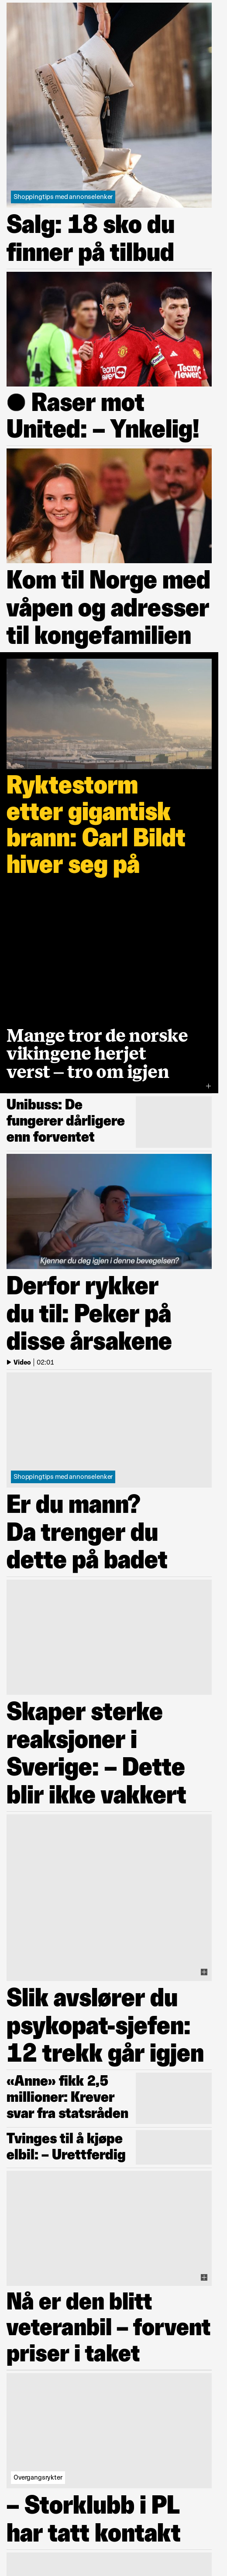 Shoppingtips med annonselenker
Salg: 18 sko du
finner på tilbud
● Raser mot
United: – Ynkelig!
Kom til Norge med
våpen og adresser
til kongefamilien
Ryktestorm
etter gigantisk
brann: Carl Bildt
hiver seg på
Mange tror de norske
vikingene herjet
verst – tro om igjen
+
Unibuss: De
fungerer dårligere
enn forventet
Kjenner du deg igjen i denne bevegelsen?
Derfor rykker
du til: Peker på
disse årsakene
Video | 02:01
Shoppingtips med annonselenker
Er du mann?
Da trenger du
dette på badet
Skaper sterke
reaksjoner i
Sverige: – Dette
blir ikke vakkert
Slik avslører du
psykopat-sjefen:
12 trekk går igjen
«Anne» fikk 2,5
millioner: Krever
svar fra statsråden
Tvinges til å kjøpe
elbil: – Urettferdig
Nå er den blitt
veteranbil – forvent
priser i taket
Overgangsrykter
– Storklubb i PL
har tatt kontakt